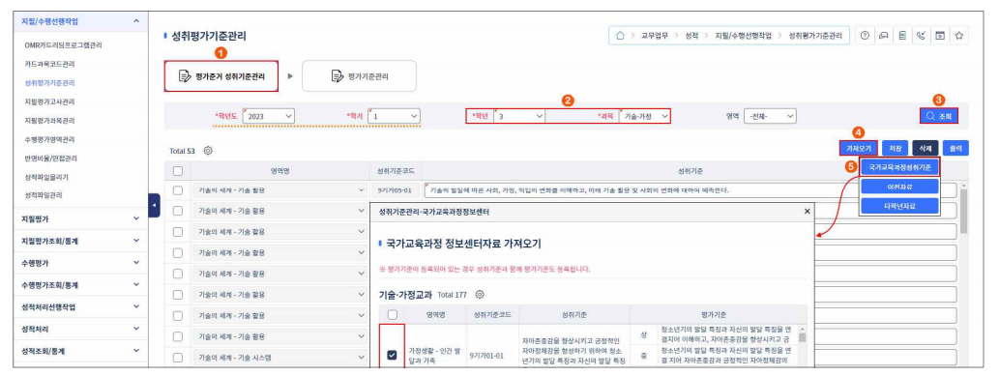 지필/수행선행작업
OMR카드리딩프로그램관리
카드과목코드관리
성취평가기준관리
지필평가고사관리
지필평가과목관리
수행평가영역관리
반영비율/만점관리
성적파일올리기
성적파일관리
지필평가
지필평가조회/통계
수행평가
수행평가조회/통계
성적처리선행작업
성적처리
성적조회/통계
성취평가기준관리
> 교무업무 > 성적 > 지필/수행선행작업 > 성취평가기준관리
1
평가준거 성취기준관리
평가기준관리
2
3
*학년도 2023
*학기 1
*학년 3
*과목 기술·가정
영역 -전체-
조회
4
Total 53
가져오기 저장 삭제 출력
5
국가교육과정성취기준
이전자료
타학년자료
영역명 성취기준코드 성취기준
기술의 세계 - 기술 활용 9기가05-01 기술의 발달에 따른 사회, 가정, 직업의 변화를 이해하고, 미래 기술 활용 및 사회의 변화에 대하여 예측한다.
기술의 세계 - 기술 활용
기술의 세계 - 기술 활용
기술의 세계 - 기술 활용
기술의 세계 - 기술 활용
기술의 세계 - 기술 활용
기술의 세계 - 기술 활용
기술의 세계 - 기술 활용
기술의 세계 - 기술 시스템
성취기준관리-국가교육과정정보센터
국가교육과정 정보센터자료 가져오기
※ 평가기준이 등록되어 있는 경우 성취기준과 함께 평가기준도 등록됩니다.
기술·가정교과 Total 177
영역명 성취기준코드 성취기준 평가기준
가정생활 - 인간 발달과 가족
9기가01-01
자아존중감을 향상시키고 긍정적인
자아정체감을 형성하기 위하여 청소
년기의 발달 특징과 자신의 발달 특징
상 청소년기의 발달 특징과 자신의 발달 특징을 연
결지어 이해하고, 자아존중감을 향상시키고 긍
중 청소년기의 발달 특징과 자신의 발달 특징을 연
결 지어 자아존중감과 긍정적인 자아정체감의